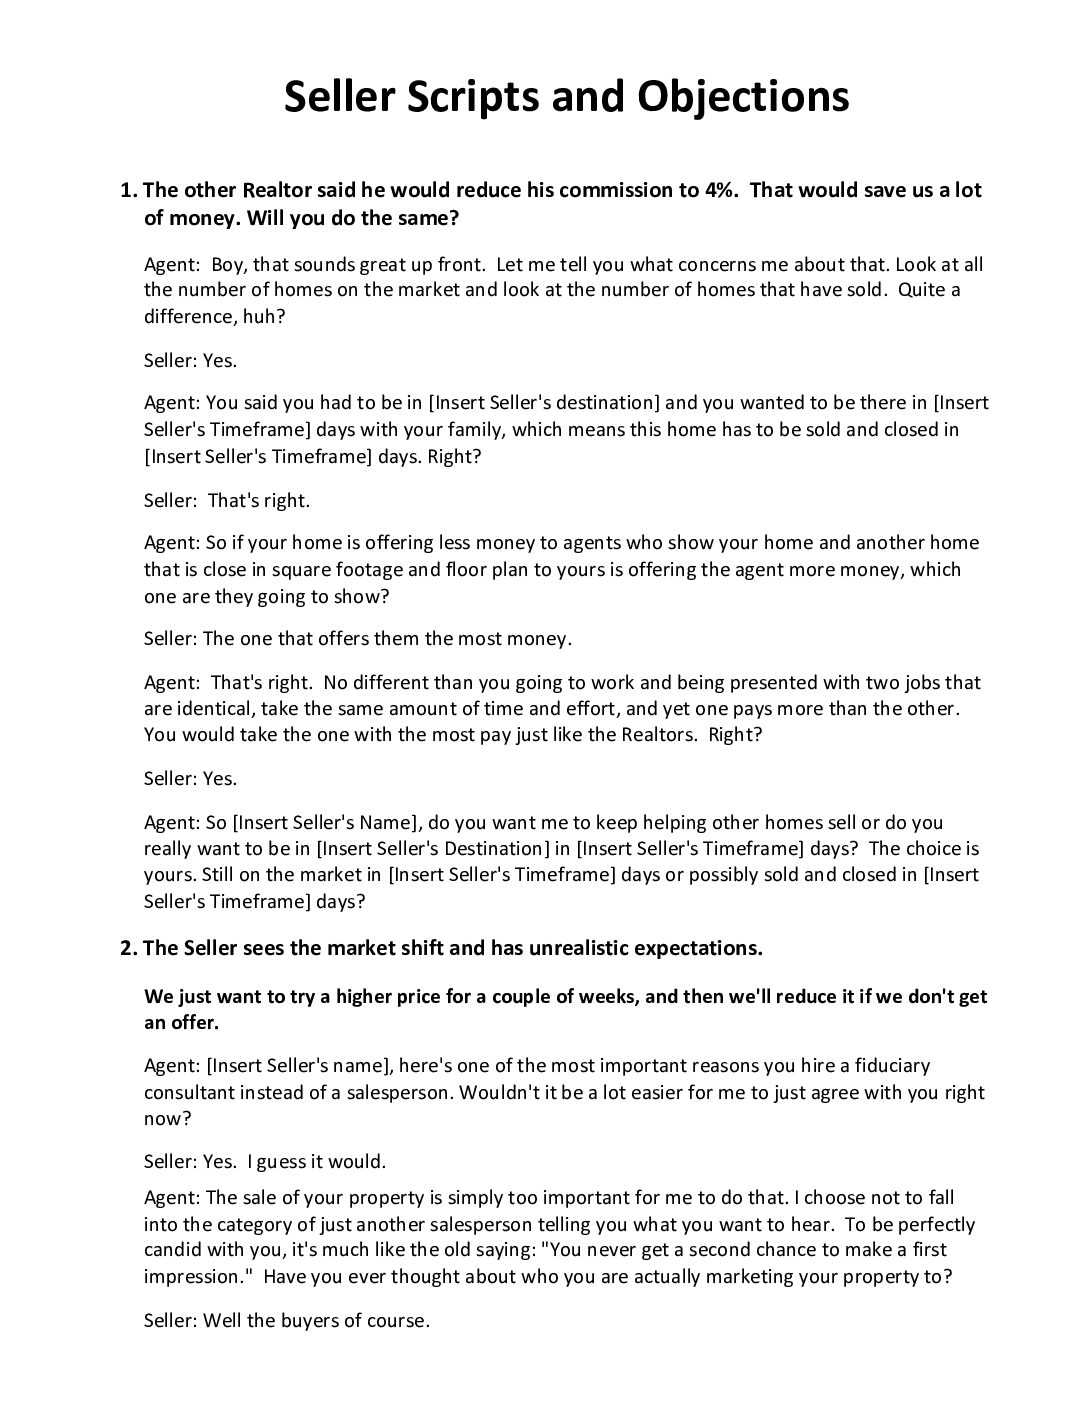 Seller Scripts and Objections
1. The other Realtor said he would reduce his commission to 4%.  That would save us a lot
of money. Will you do the same?
Agent:  Boy, that sounds great up front.  Let me tell you what concerns me about that. Look at all
the number of homes on the market and look at the number of homes that have sold.  Quite a
difference, huh?
Seller: Yes.
Agent: You said you had to be in [Insert Seller's destination] and you wanted to be there in [Insert
Seller's Timeframe] days with your family, which means this home has to be sold and closed in
[Insert Seller's Timeframe] days. Right?
Seller:  That's right.
Agent: So if your home is offering less money to agents who show your home and another home
that is close in square footage and floor plan to yours is offering the agent more money, which
one are they going to show?
Seller: The one that offers them the most money.
Agent:  That's right.  No different than you going to work and being presented with two jobs that
are identical, take the same amount of time and effort, and yet one pays more than the other.
You would take the one with the most pay just like the Realtors.  Right?
Seller: Yes.
Agent: So [Insert Seller's Name], do you want me to keep helping other homes sell or do you
really want to be in [Insert Seller's Destination] in [Insert Seller's Timeframe] days?  The choice is
yours. Still on the market in [Insert Seller's Timeframe] days or possibly sold and closed in [Insert
Seller's Timeframe] days?
2. The Seller sees the market shift and has unrealistic expectations.
We just want to try a higher price for a couple of weeks, and then we'll reduce it if we don't get
an offer.
Agent: [Insert Seller's name], here's one of the most important reasons you hire a fiduciary
consultant instead of a salesperson. Wouldn't it be a lot easier for me to just agree with you right
now?
Seller: Yes.  I guess it would.
Agent: The sale of your property is simply too important for me to do that. I choose not to fall
into the category of just another salesperson telling you what you want to hear.  To be perfectly
candid with you, it's much like the old saying: "You never get a second chance to make a first
impression."  Have you ever thought about who you are actually marketing your property to?
Seller: Well the buyers of course.